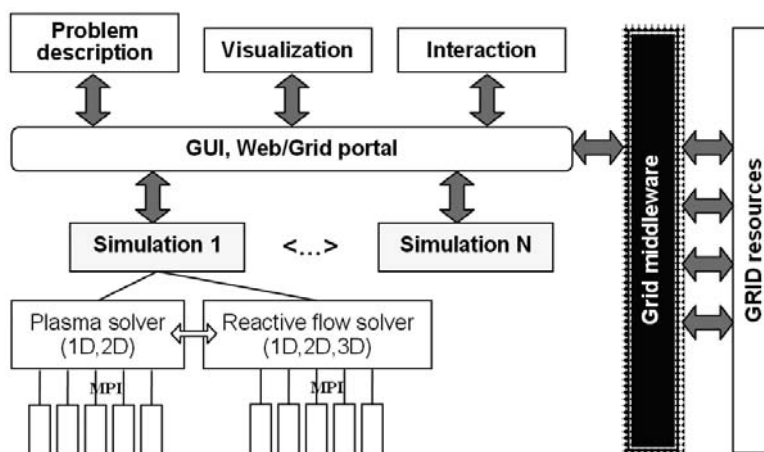 Problem
description
Visualization
Interaction
GUI, Web/Grid portal
Simulation 1
<...>
Simulation N
Plasma solver
(1D,2D)
Reactive flow solver
(1D,2D,3D)
MPI
MPI
Grid middleware
GRID resources